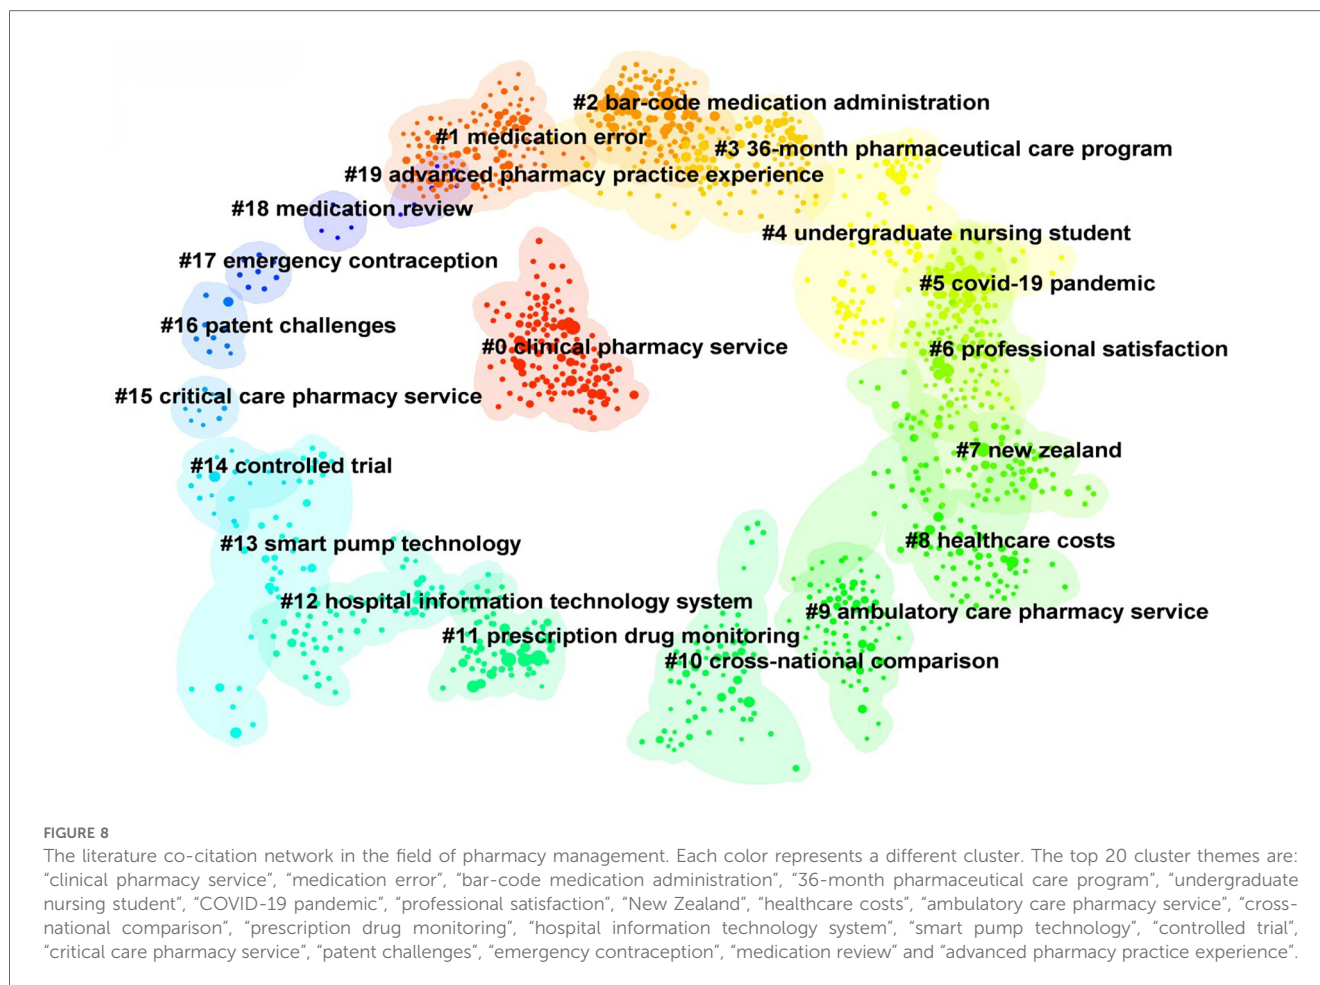 #2 bar-code medication administration
#1 medication error
#3 36-month pharmaceutical care program
#19 advanced pharmacy practice experience
#18 medication review
#4 undergraduate nursing student
#17 emergency contraception
#5 covid-19 pandemic
#16 patent challenges
#0 clinical pharmacy service
#6 professional satisfaction
#15 critical care pharmacy service
#7 new zealand
#14 controlled trial
#8 healthcare costs
#13 smart pump technology
#12 hospital information technology system
#9 ambulatory care pharmacy service
#11 prescription drug monitoring
#10 cross-national comparison
FIGURE 8
The literature co-citation network in the field of pharmacy management. Each color represents a different cluster. The top 20 cluster themes are:
“clinical pharmacy service”, “medication error”, “bar-code medication administration”, “36-month pharmaceutical care program”, “undergraduate
nursing student”, “COVID-19 pandemic”, “professional satisfaction”, “New Zealand”, “healthcare costs”, “ambulatory care pharmacy service”, “cross-
national comparison”, “prescription drug monitoring”, “hospital information technology system”, “smart pump technology”, “controlled trial”,
“critical care pharmacy service”, “patent challenges”, “emergency contraception”, “medication review” and “advanced pharmacy practice experience”.